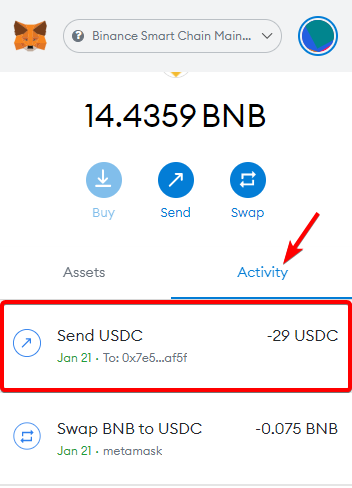 Binance Smart Chain Main...
14.4359 BNB
Buy Send Swap
Assets Activity
Send USDC -29 USDC
Jan 21 · To: 0x7e5...af5f
Swap BNB to USDC -0.075 BNB
Jan 21 · metamask